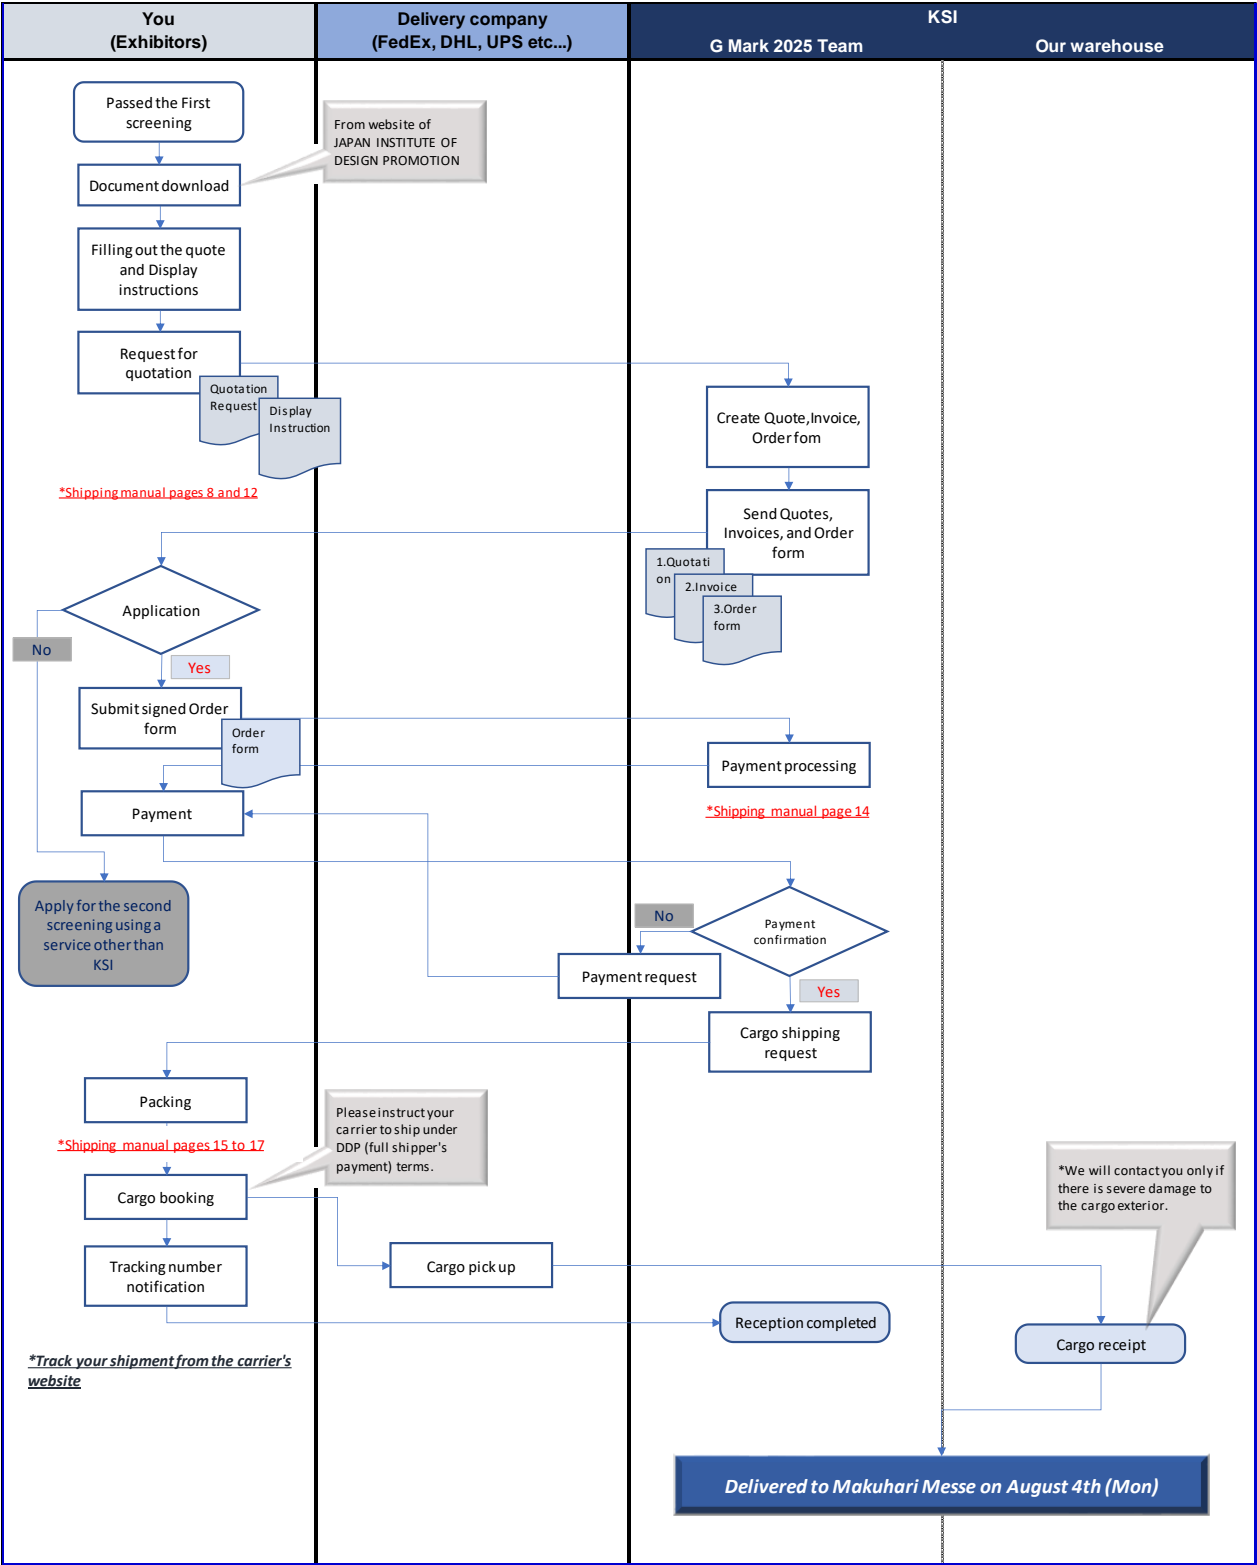 You
(Exhibitors)
Delivery company
(FedEx, DHL, UPS etc...)
KSI
G Mark 2025 Team
Our warehouse
Passed the First
screening
From website of
JAPAN INSTITUTE OF
DESIGN PROMOTION
Document download
Filling out the quote
and Display
instructions
Request for
quotation
Quotation
Request
Display
Instruction
Create Quote,Invoice,
Order fom
*Shipping manual pages 8 and 12
Send Quotes,
Invoices, and Order
form
1.Quotati
on
2.Invoice
3.Order
form
Application
No
Yes
Submit signed Order
form
Order
form
Payment processing
*Shipping manual page 14
Payment
Apply for the second
screening using a
service other than
KSI
No
Payment
confirmation
Payment request
Yes
Cargo shipping
request
Packing
*Shipping manual pages 15 to 17
Please instruct your
carrier to ship under
DDP (full shipper's
payment) terms.
Cargo booking
*We will contact you only if
there is severe damage to
the cargo exterior.
Tracking number
notification
Cargo pick up
Reception completed
Cargo receipt
*Track your shipment from the carrier's
website
Delivered to Makuhari Messe on August 4th (Mon)